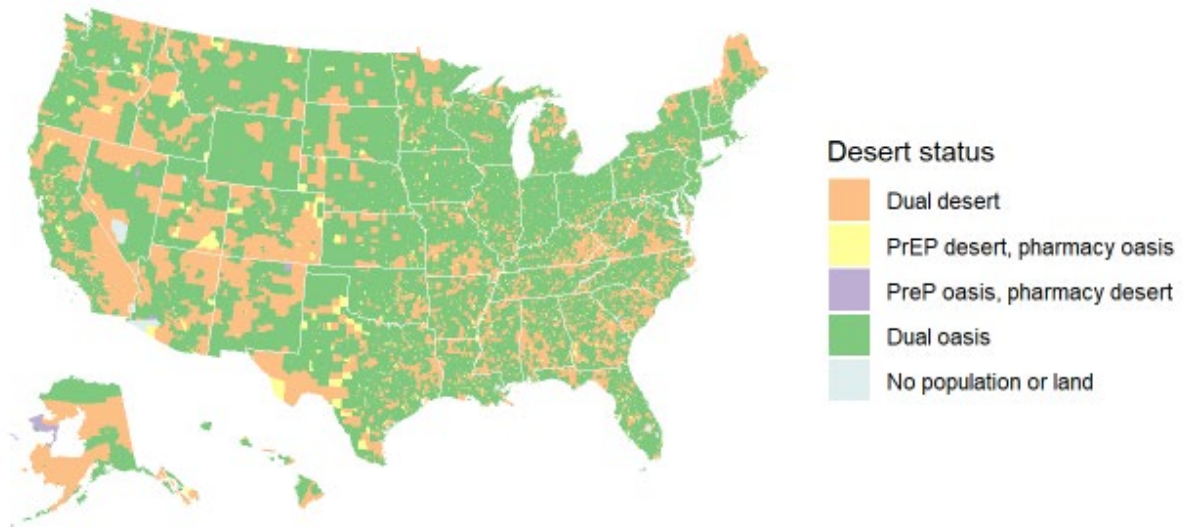 Desert status
Dual desert
PrEP desert, pharmacy oasis
PreP oasis, pharmacy desert
Dual oasis
No population or land